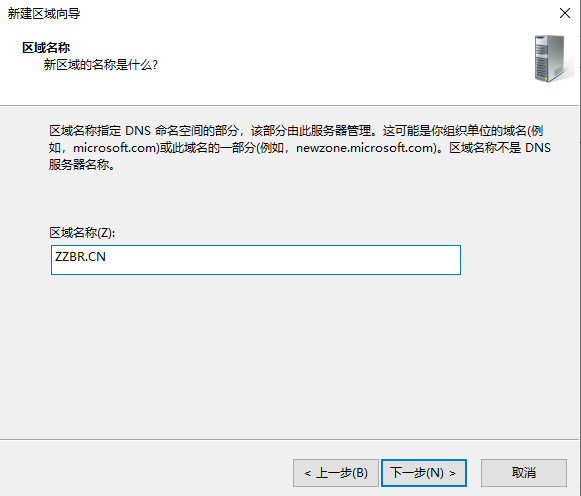 新建区域向导
区域名称
新区域的名称是什么?
区域名称指定 DNS 命名空间的部分，该部分由此服务器管理。这可能是你组织单位的域名(例
如，microsoft.com)或此域名的一部分(例如，newzone.microsoft.com)。区域名称不是 DNS
服务器名称。
区域名称(Z):
ZZBR.CN
< 上一步(B)
下一步(N) >
取消